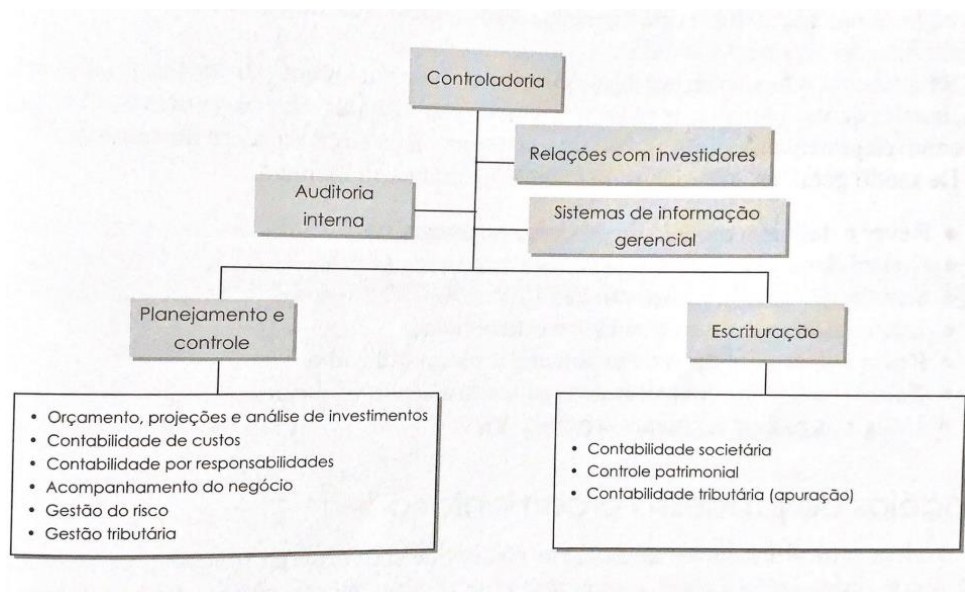 Controladoria
Relações com investidores
Auditoria
interna
Sistemas de informação
gerencial
Planejamento e
controle
Escrituração
• Orçamento, projeções e análise de investimentos
• Contabilidade de custos
• Contabilidade por responsabilidades
• Acompanhamento do negócio
• Gestão do risco
• Gestão tributária
• Contabilidade societária
• Controle patrimonial
• Contabilidade tributária (apuração)